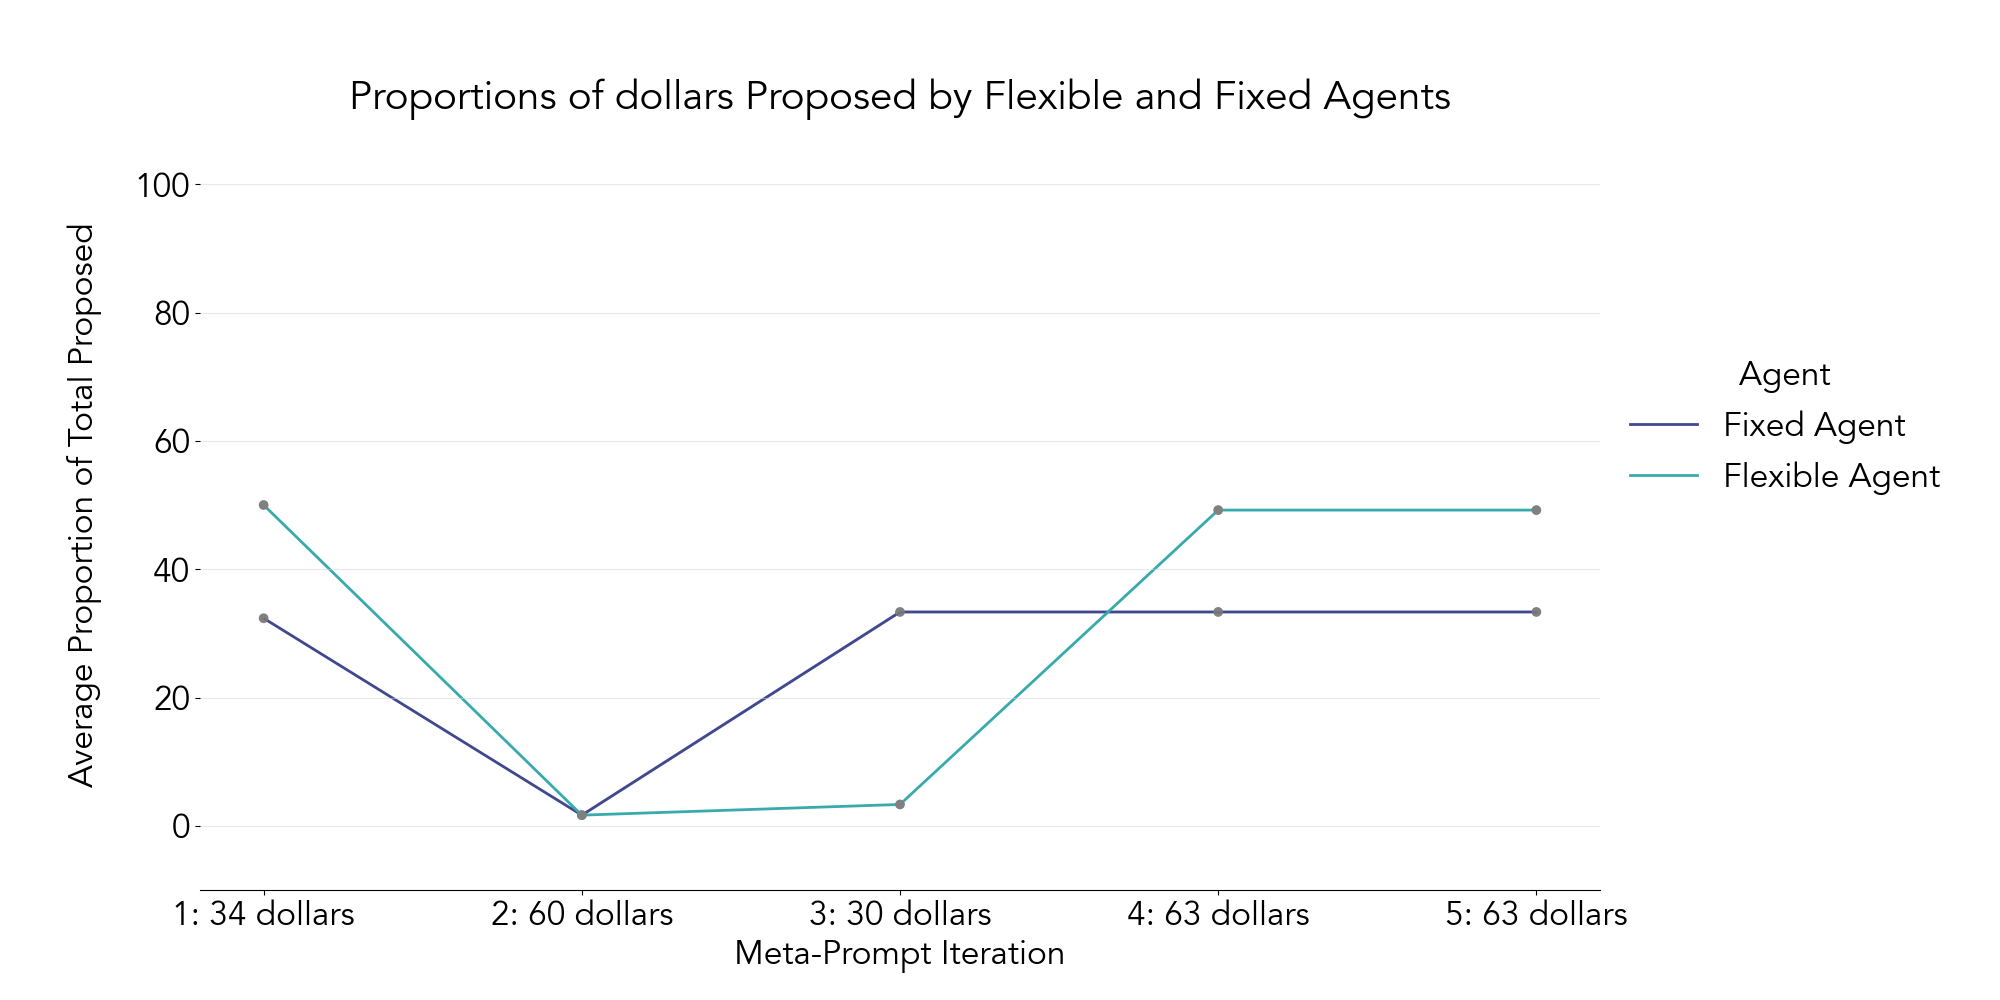 Proportions of dollars Proposed by Flexible and Fixed Agents
Average Proportion of Total Proposed
100
80
60
40
20
0
1: 34 dollars
2: 60 dollars
3: 30 dollars
4: 63 dollars
5: 63 dollars
Meta-Prompt Iteration
Agent
Fixed Agent
Flexible Agent